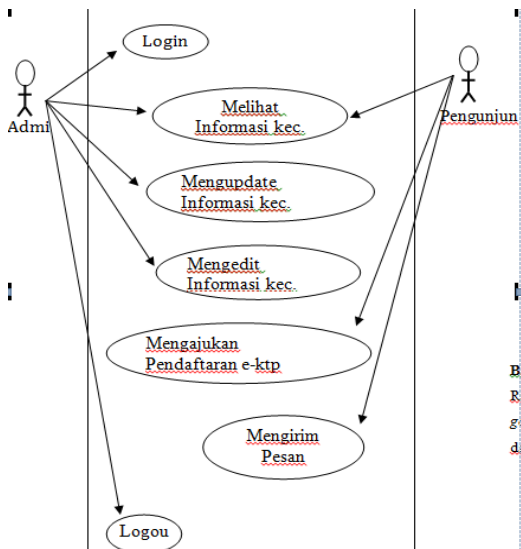 Login
Admi
Pengunjun
Melihat
Informasi kec.
Mengupdate
Informasi kec.
Mengedit
Informasi kec.
Mengajukan
Pendaftaran e-ktp
Mengirim
Pesan
Logou
B
R
g
d